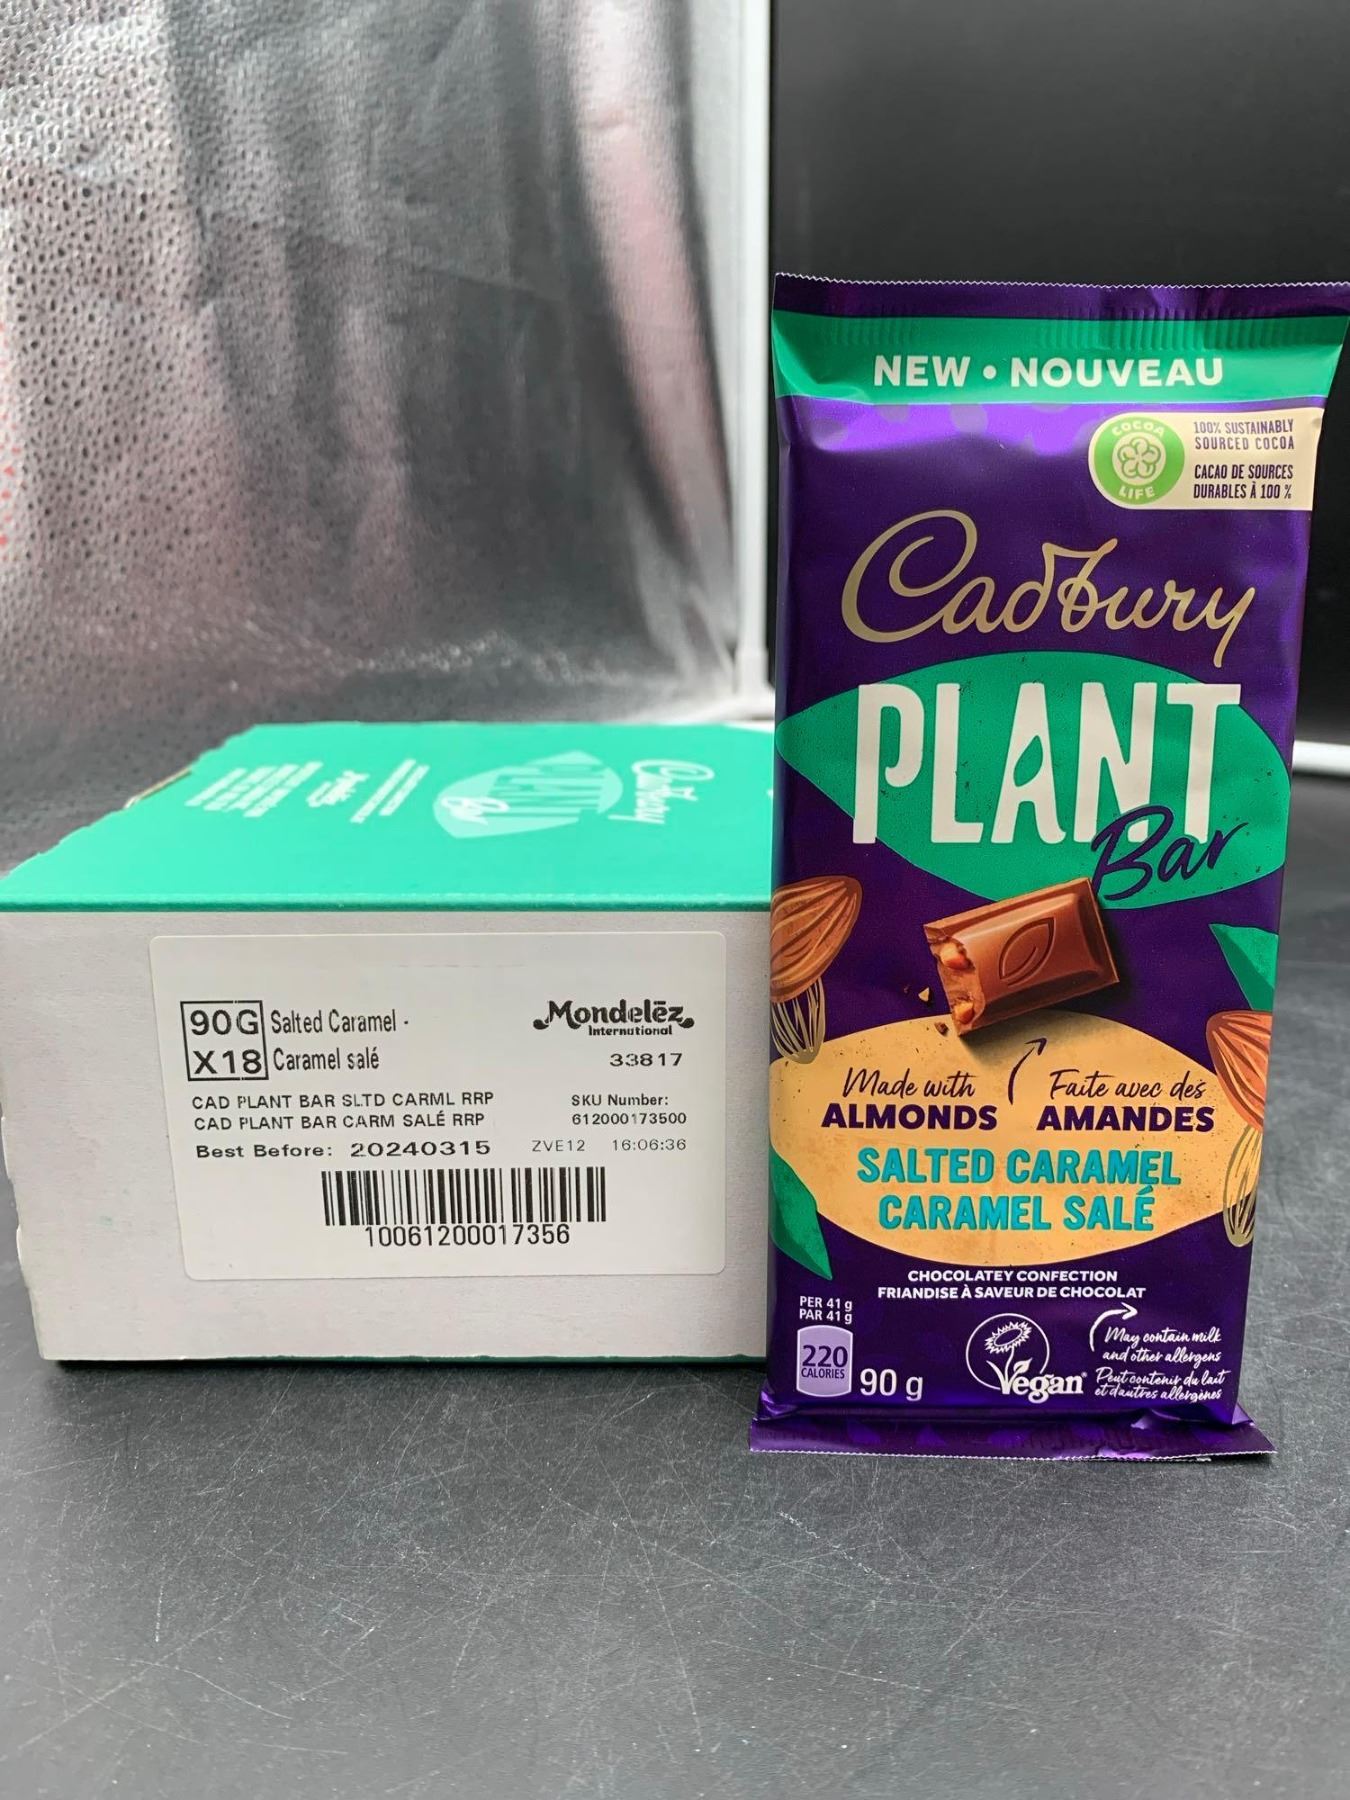 Cadbury
PLANT
Bar
90G
X18
Salted Caramel -
Caramel salé
Mondelēz
International
33817
CAD PLANT BAR SLTD CARML RRP
CAD PLANT BAR CARM SALÉ RRP
SKU Number:
612000173500
Best Before: 20240315
ZVE12 16:06:36
10061200017356
NEW • NOUVEAU
COCOA
LIFE
100% SUSTAINABLY
SOURCED COCOA
CACAO DE SOURCES
DURABLES À 100 %
Cadbury
PLANT
Bar
Made with
ALMONDS
Faite avec des
AMANDES
SALTED CARAMEL
CARAMEL SALÉ
CHOCOLATEY CONFECTION
FRIANDISE À SAVEUR DE CHOCOLAT
PER 41 g
PAR 41 g
220
CALORIES
90 g
Vegan
May contain milk
and other allergens
Peut contenir du lait
et d'autres allergènes